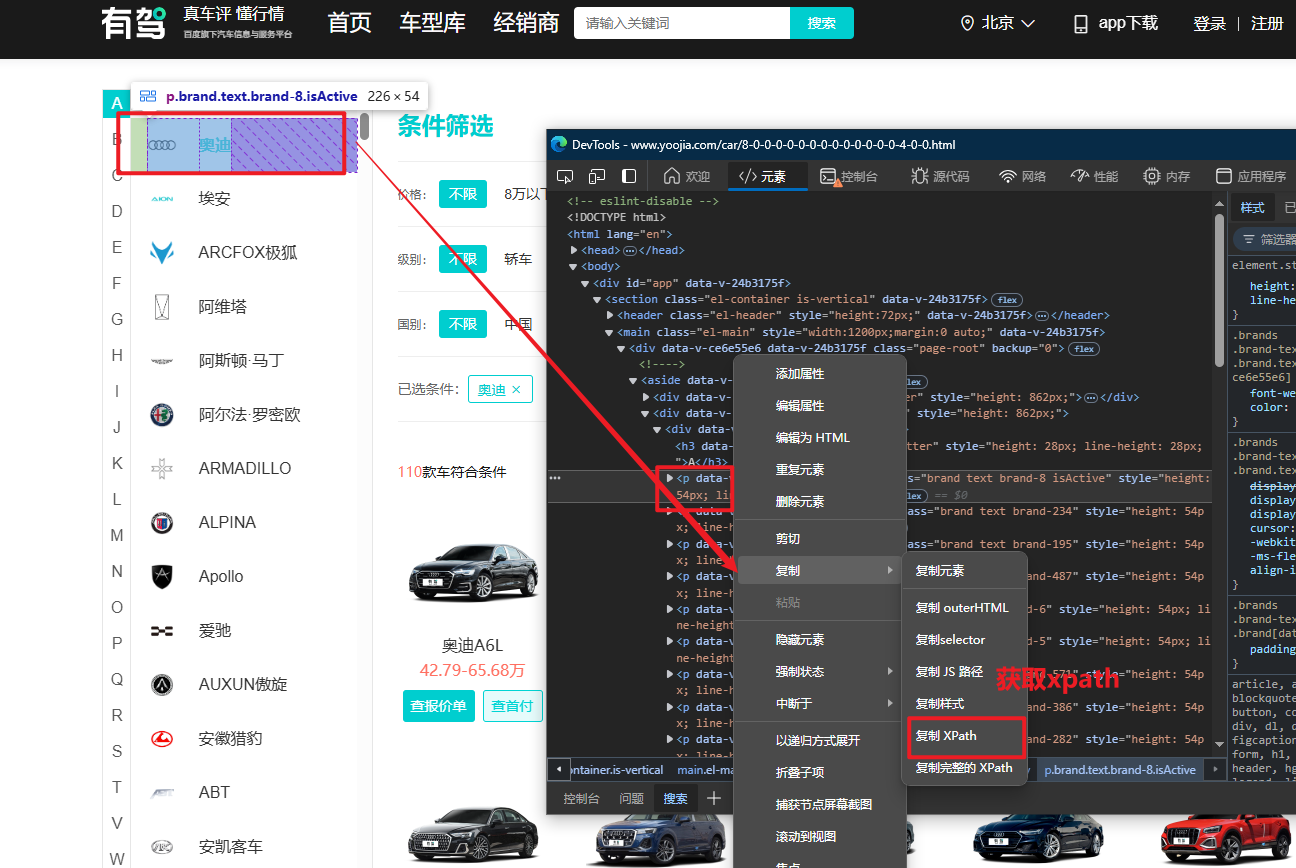 有驾
真车评 懂行情
百度旗下汽车信息与服务平台
首页
车型库
经销商
请输入关键词
搜索
北京
app下载
登录
注册
A
B
C
D
E
F
G
H
I
J
K
L
M
N
O
P
Q
R
S
T
V
W
p.brand.text.brand-8.isActive 226 × 54
奥迪
埃安
ARCFOX极狐
阿维塔
阿斯顿·马丁
阿尔法·罗密欧
ARMADILLO
ALPINA
Apollo
爱驰
AUXUN傲旋
安徽猎豹
ABT
安凯客车
条件筛选
价格:
不限
8万以下
级别:
不限
轿车
国别:
不限
中国
已选条件:
奥迪 ×
110款车符合条件
奥迪A6L
42.79-65.68万
查报价单
查首付
DevTools - www.yoojia.com/car/8-0-0-0-0-0-0-0-0-0-0-0-0-4-0-0.html
欢迎
元素
控制台
源代码
网络
性能
内存
应用程序
<!-- eslint-disable -->
<!DOCTYPE html>
<html lang="en">
<head> </head>
<body>
<div id="app" data-v-24b3175f>
<section class="el-container is-vertical" data-v-24b3175f> flex
<header class="el-header" style="height:72px;" data-v-24b3175f> </header>
<main class="el-main" style="width:1200px;margin:0 auto;" data-v-24b3175f>
<div data-v-ce6e55e6 data-v-24b3175f class="page-root" backup="0"> flex
<!---->
<aside data-v- lex
<div data-v- er" style="height: 862px;"> </div>
<div data-v- " style="height: 862px;">
<div data-v
<h3 data- tter" style="height: 28px; line-height: 28px;
">A</h3>
<p data-v ss="brand text brand-8 isActive" style="height:
54px; li lex == $0
ass="brand text brand-234" style="height: 54p
x; line-h
<p data-v ass="brand text brand-195" style="height: 54p
x; line-h
<p data-v -487" style="height: 54p
x; line-h
<p data-v d-6" style="height: 54px; li
ne-height
<p data-v d-5" style="height: 54px; li
ne-height
<p data-v -571" style="height: 54p
x; line-h
<p data-v nd-386" style="height: 54p
x; line-h
<p data-v nd-282" style="height: 54p
x; line-h
ontainer.is-vertical
main.el-ma
p.brand.text.brand-8.isActive
控制台
问题
搜索
添加属性
编辑属性
编辑为 HTML
重复元素
删除元素
剪切
复制
粘贴
隐藏元素
强制状态
中断于
以递归方式展开
折叠子项
捕获节点屏幕截图
滚动到视图
焦点
复制元素
复制 outerHTML
复制selector
复制 JS 路径
复制样式
复制 XPath
复制完整的 XPath
获取xpath
样式
已
筛选器
element.st
height:
line-he
}
.brands
.brand-tex
.brand.tex
ce6e55e6]
font-we
color:
}
.brands
.brand-tex
.brand.tex
display
display
display
cursor:
-webkit
-ms-fle
align-i
}
.brands
.brand-tex
.brand[dat
padding
}
article, a
blockquote
button, co
div, dl, d
figcaption
form, h1,
header, hg